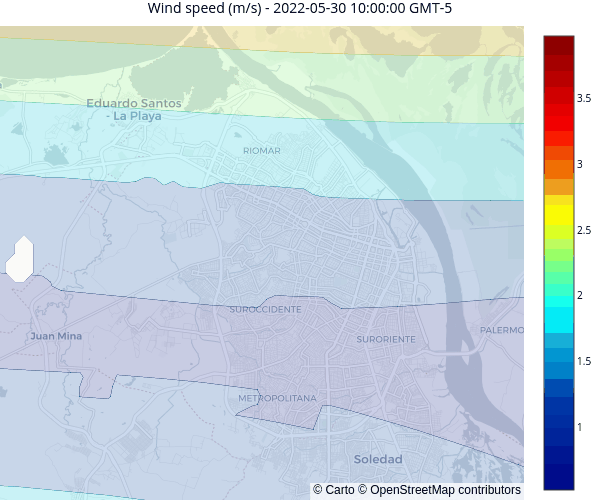 Wind speed (m/s) - 2022-05-30 10:00:00 GMT-5
Eduardo Santos
- La Playa
RIOMAR
SUROCCIDENTE
Juan Mina
SURORIENTE
PALERMO
METROPOLITANA
Soledad
3.5
3
2.5
2
1.5
1
© Carto © OpenStreetMap contributors